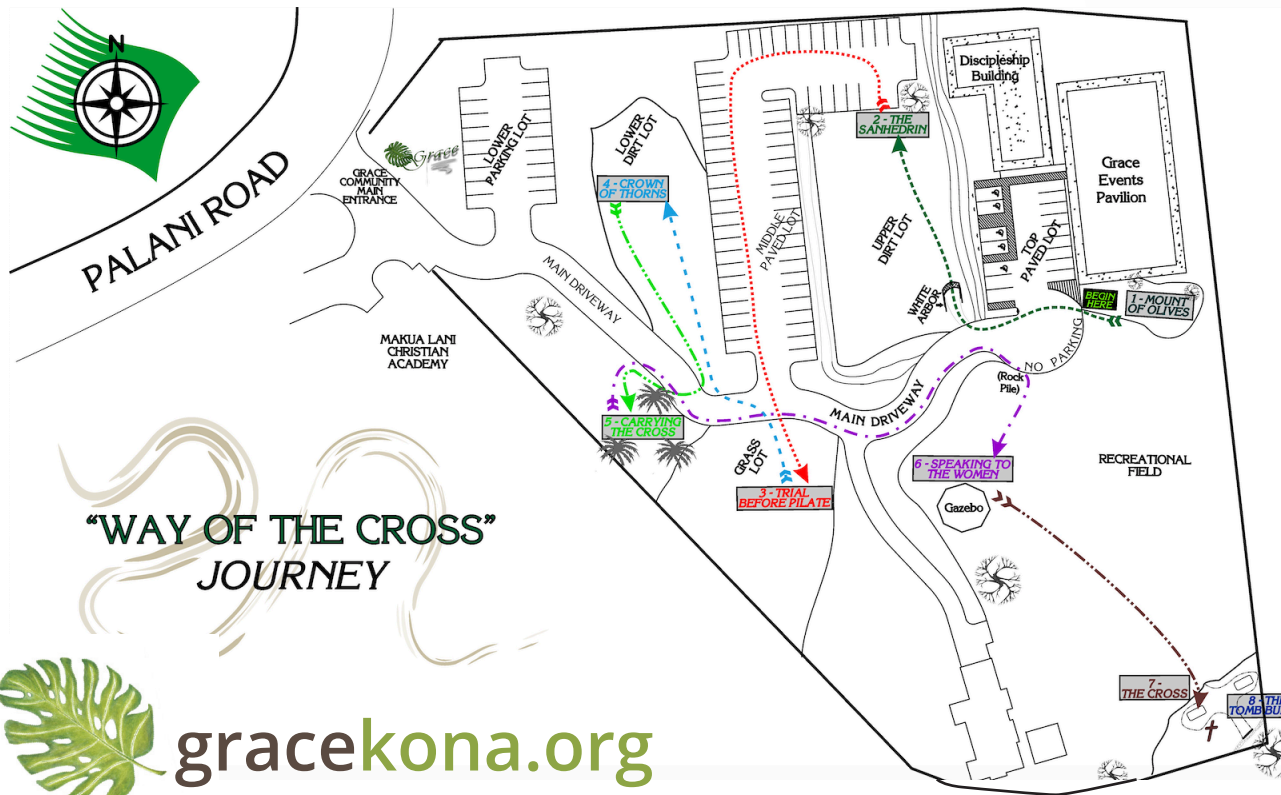 N
PALANI ROAD
Grace
GRACE
COMMUNITY
MAIN
ENTRANCE
LOWER
PARKING LOT
LOWER
DIRT LOT
4 - CROWN
OF THORNS
MIDDLE
PAVED LOT
2 - THE
SANHEDRIN
UPPER
DIRT LOT
Discipleship
Building
Grace
Events
Pavilion
TOP
PAVED LOT
WHITE
ARBOR
BEGIN
HERE
1 - MOUNT
OF OLIVES
NO PARKING
(Rock
Pile)
MAIN DRIVEWAY
MAKUA LANI
CHRISTIAN
ACADEMY
5 - CARRYING
THE CROSS
MAIN DRIVEWAY
GRASS
LOT
3 - TRIAL
BEFORE PILATE
6 - SPEAKING TO
THE WOMEN
Gazebo
RECREATIONAL
FIELD
7 -
THE CROSS
8 - TH
TOMB BU
“WAY OF THE CROSS”
JOURNEY
gracekona.org